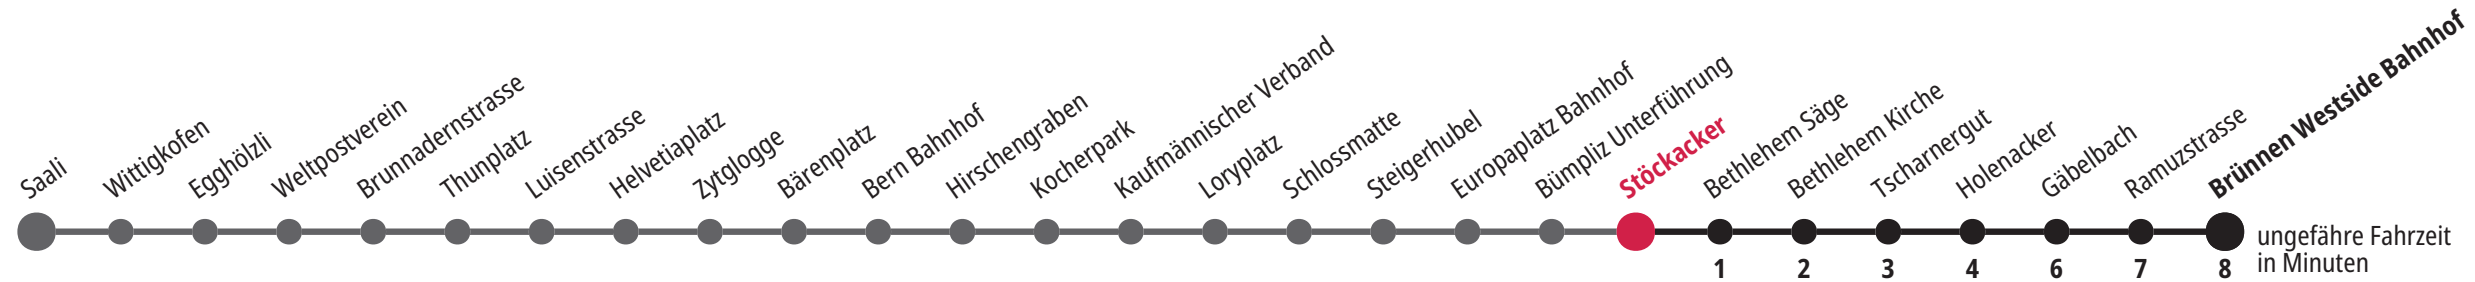 Saali
Wittigkofen
Egghölzli
Weltpostverein
Brunnadernstrasse
Thunplatz
Luisenstrasse
Helvetiaplatz
Zytglogge
Bärenplatz
Bern Bahnhof
Hirschengraben
Kocherpark
Kaufmännischer Verband
Loryplatz
Schlossmatte
Steigerhubel
Europaplatz Bahnhof
Bümpliz Unterführung
Stöckacker
Bethlehem Säge
Bethlehem Kirche
Tscharnergut
Holenacker
Gäbelbach
Ramuzstrasse
Brünnen Westside Bahnhof
1 2 3 4 6 7 8
ungefähre Fahrzeit
in Minuten